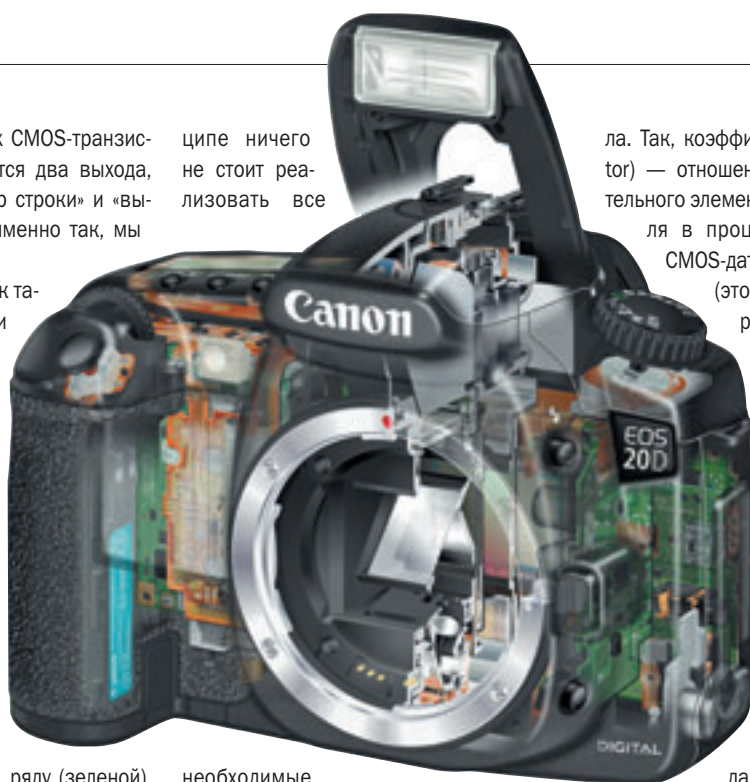 к CMOS-транзис-
тся два выхода,
р строки» и «вы-
именно так, мы
к та-
и
ряду (зеленой)
ципе ничего
не стоит реа-
лизовать все
необходимые
ла. Так, коэффи
tor) — отношен
тельного элемен
ля в проц
CMOS-дат
(это
р
да
Canon
EOS
20D
DIGITAL